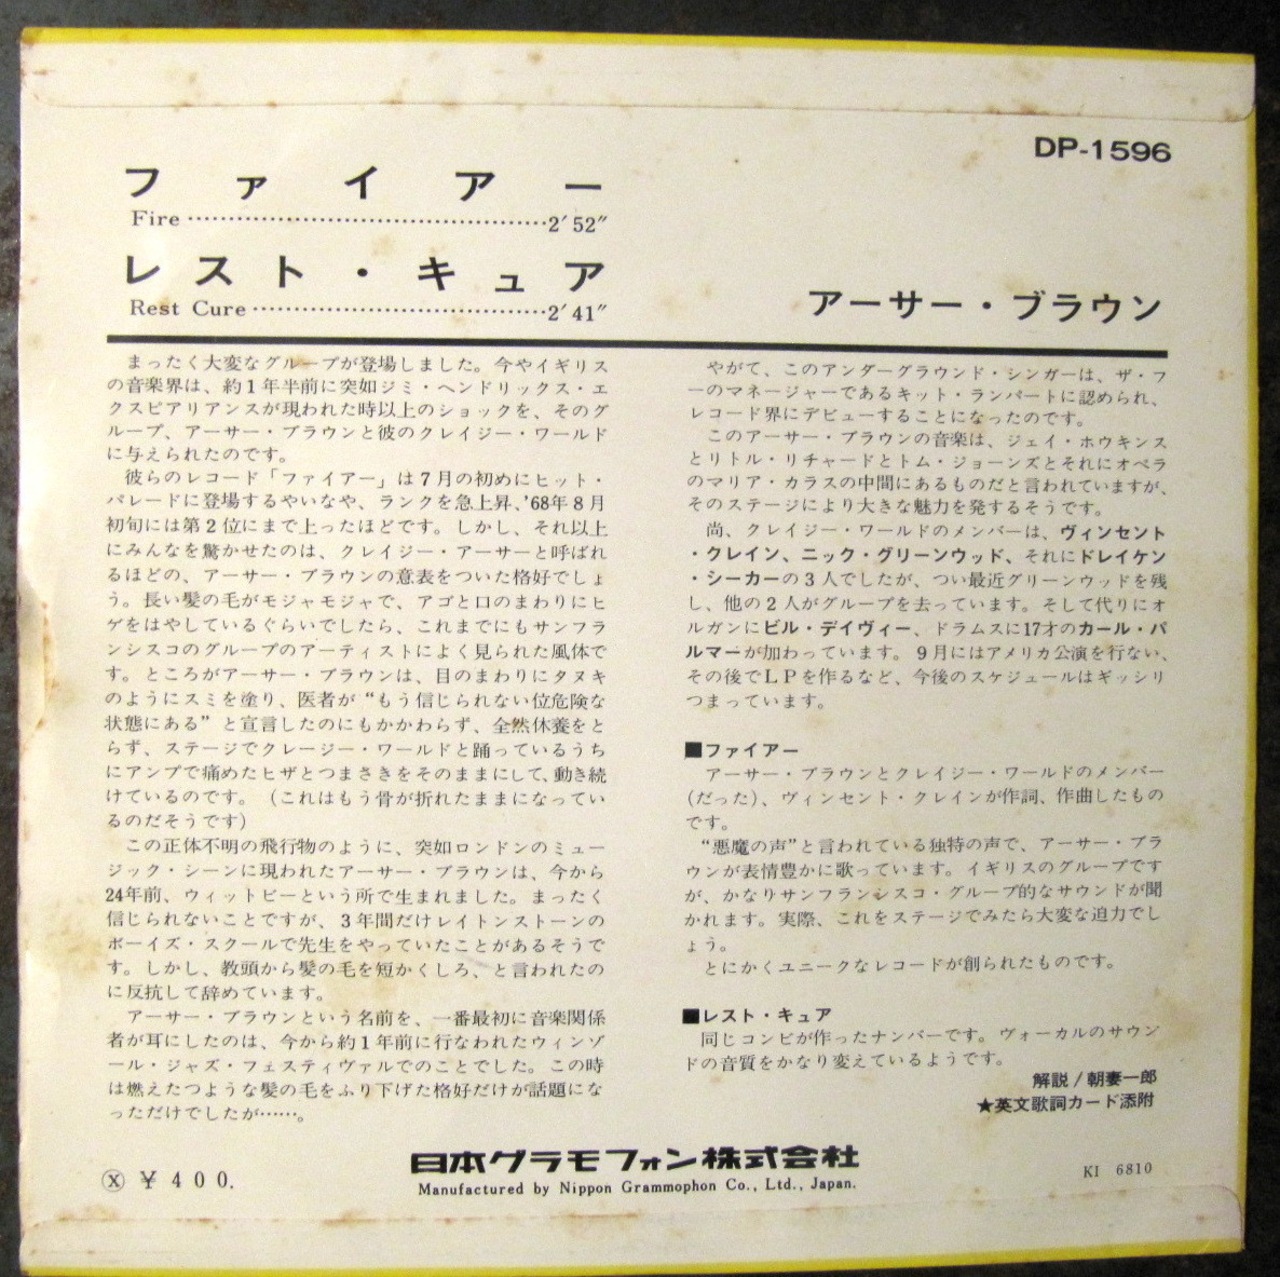 DP-1596
ファイアー
Fire 2′52″
レスト・キュア
Rest Cure 2′41″
アーサー・ブラウン
まったく大変なグループが登場しました。今やイギリス
の音楽界は、約1年半前に突如ジミ・ヘンドリックス・エ
クスピアリアンスが現われた時以上のショックを、そのグ
ループ、アーサー・ブラウンと彼のクレイジー・ワールド
に与えられたのです。
彼らのレコード「ファイアー」は7月の初めにヒット・
パレードに登場するやいなや、ランクを急上昇、'68年8月
初旬には第2位にまで上ったほどです。しかし、それ以上
にみんなを驚かせたのは、クレイジー・アーサーと呼ばれ
るほどの、アーサー・ブラウンの意表をついた格好でしょ
う。長い髪の毛がモジャモジャで、アゴと口のまわりにヒ
ゲをはやしているぐらいでしたら、これまでにもサンフラ
ンシスコのグループのアーティストによく見られた風体で
す。ところがアーサー・ブラウンは、目のまわりにタヌキ
のようにスミを塗り、医者が“もう信じられない位危険な
状態にある”と宣言したのにもかかわらず、全然休養をと
らず、ステージでクレージー・ワールドと踊っているうち
にアンプで痛めたヒザとつまさきをそのままにして、動き続
けているのです。（これはもう骨が折れたままになってい
るのだそうです）
この正体不明の飛行物のように、突如ロンドンのミュー
ジック・シーンに現われたアーサー・ブラウンは、今から
24年前、ウィットビーという所で生まれました。まったく
信じられないことですが、3年間だけレイトンストーンの
ボーイズ・スクールで先生をやっていたことがあるそうで
す。しかし、教頭から髪の毛を短かくしろ、と言われたの
に反抗して辞めています。
アーサー・ブラウンという名前を、一番最初に音楽関係
者が耳にしたのは、今から約1年前に行なわれたウィンゾ
ール・ジャズ・フェスティヴァルでのことでした。この時
は燃えたつような髪の毛をふり下げた格好だけが話題にな
っただけでしたが……。
やがて、このアンダーグラウンド・シンガーは、ザ・フ
ーのマネージャーであるキット・ランバートに認められ、
レコード界にデビューすることになったのです。
このアーサー・ブラウンの音楽は、ジェイ・ホウキンス
とリトル・リチャードとトム・ジョーンズとそれにオペラ
のマリア・カラスの中間にあるものだと言われていますが、
そのステージにより大きな魅力を発するそうです。
尚、クレイジー・ワールドのメンバーは、ヴィンセント
・クレイン、ニック・グリーンウッド、それにドレイケン
・シーカーの3人でしたが、つい最近グリーンウッドを残
し、他の2人がグループを去っています。そして代りにオ
ルガンにビル・デイヴィー、ドラムスに17才のカール・パ
ルマーが加わっています。9月にはアメリカ公演を行ない、
その後でLPを作るなど、今後のスケジュールはギッシリ
つまっています。
■ファイアー
アーサー・ブラウンとクレイジー・ワールドのメンバー
（だった）、ヴィンセント・クレインが作詞、作曲したもの
です。
“悪魔の声”と言われている独特の声で、アーサー・ブラ
ウンが表情豊かに歌っています。イギリスのグループです
が、かなりサンフランシスコ・グループ的なサウンドが聞
かれます。実際、これをステージでみたら大変な迫力でし
ょう。
とにかくユニークなレコードが創られたものです。
■レスト・キュア
同じコンビが作ったナンバーです。ヴォーカルのサウン
ドの音質をかなり変えているようです。
解説/朝妻一郎
★英文歌詞カード添附
Ⓧ ￥400.
日本グラモフォン株式会社
Manufactured by Nippon Grammophon Co., Ltd., Japan.
KI 6810